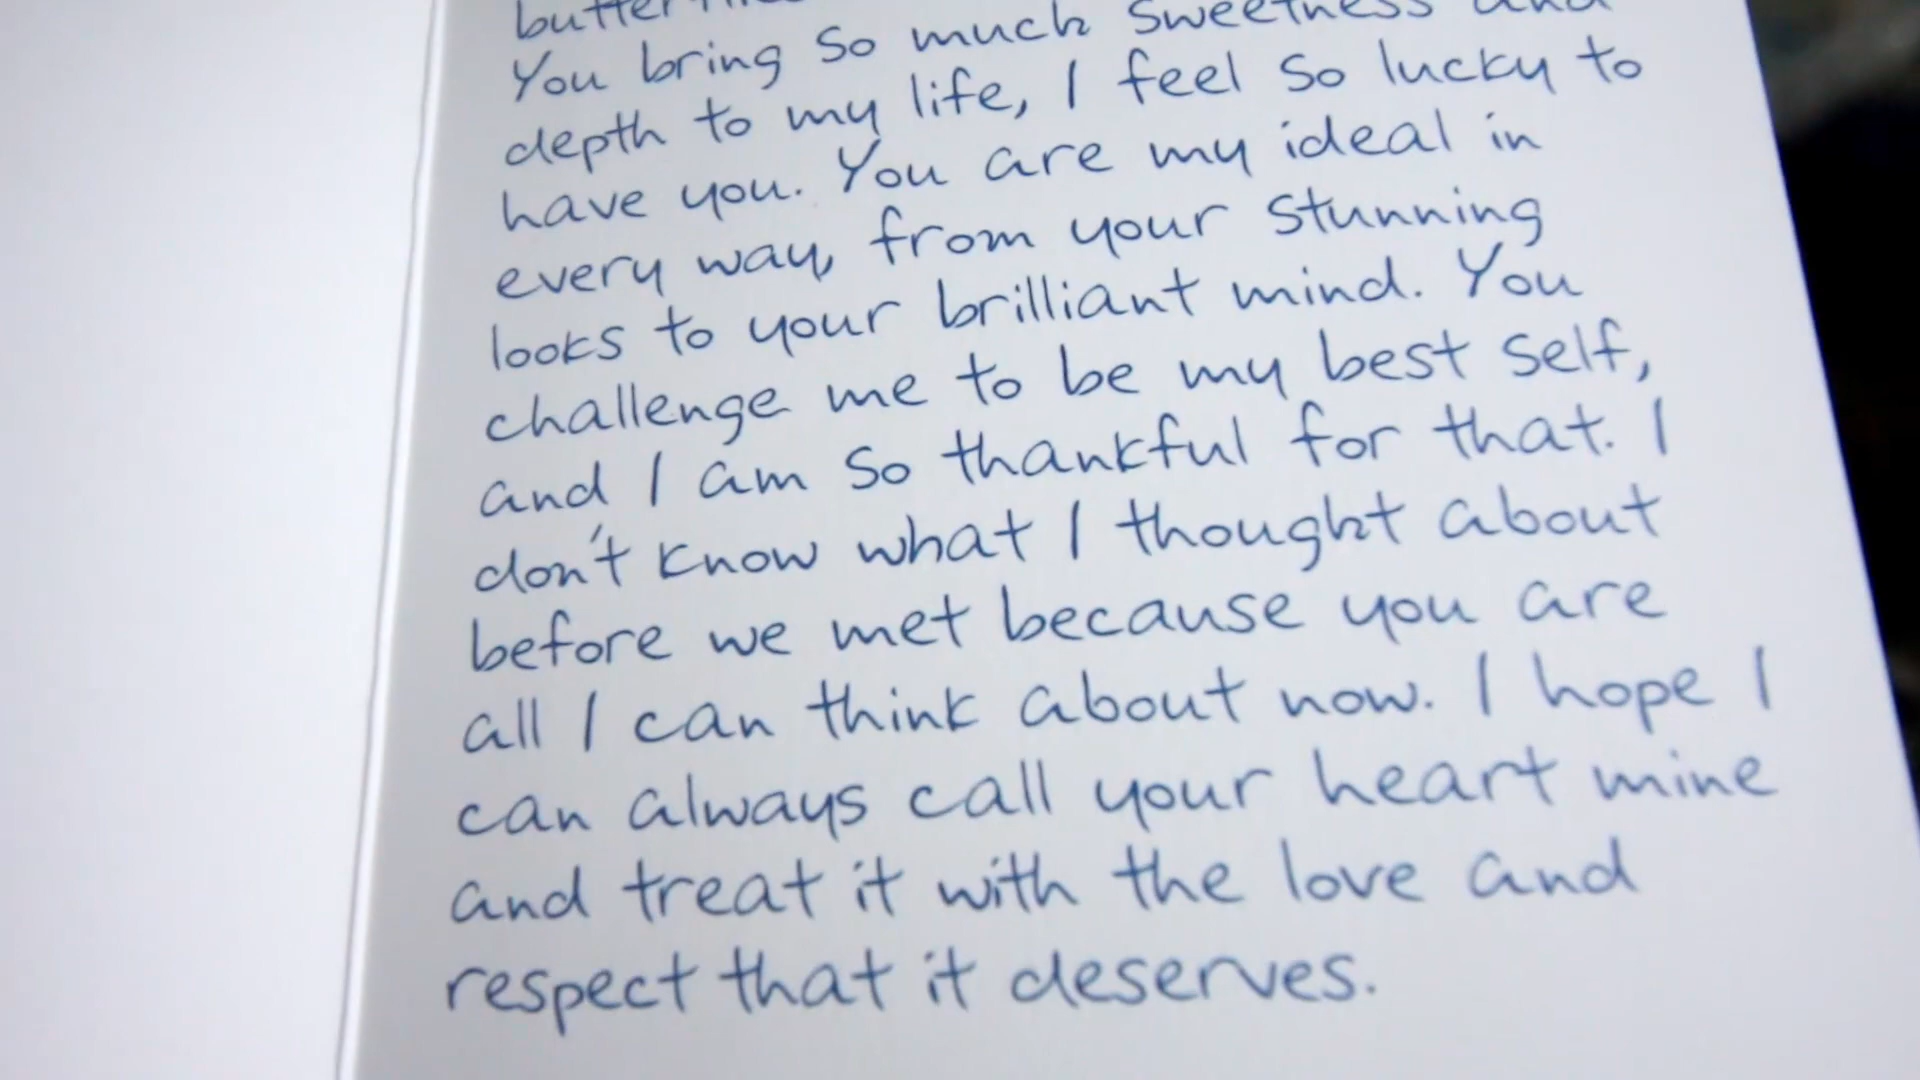 butterflies
You bring so much sweetness and
depth to my life, I feel so lucky to
have you. You are my ideal in
every way, from your stunning
looks to your brilliant mind. You
challenge me to be my best self,
and I am so thankful for that. I
don't know what I thought about
before we met because you are
all I can think about now. I hope I
can always call your heart mine
and treat it with the love and
respect that it deserves.